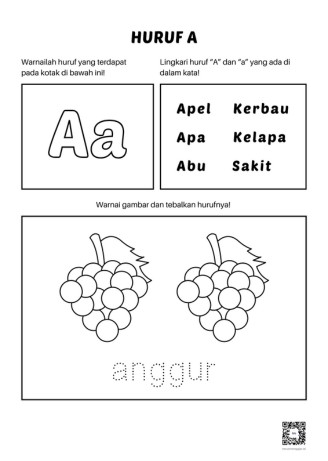 HURUF A
Warnailah huruf yang terdapat
pada kotak di bawah ini!
Aa
Lingkari huruf “A” dan “a” yang ada di
dalam kata!
Apel Kerbau
Apa Kelapa
Abu Sakit
Warnai gambar dan tebalkan hurufnya!
anggur